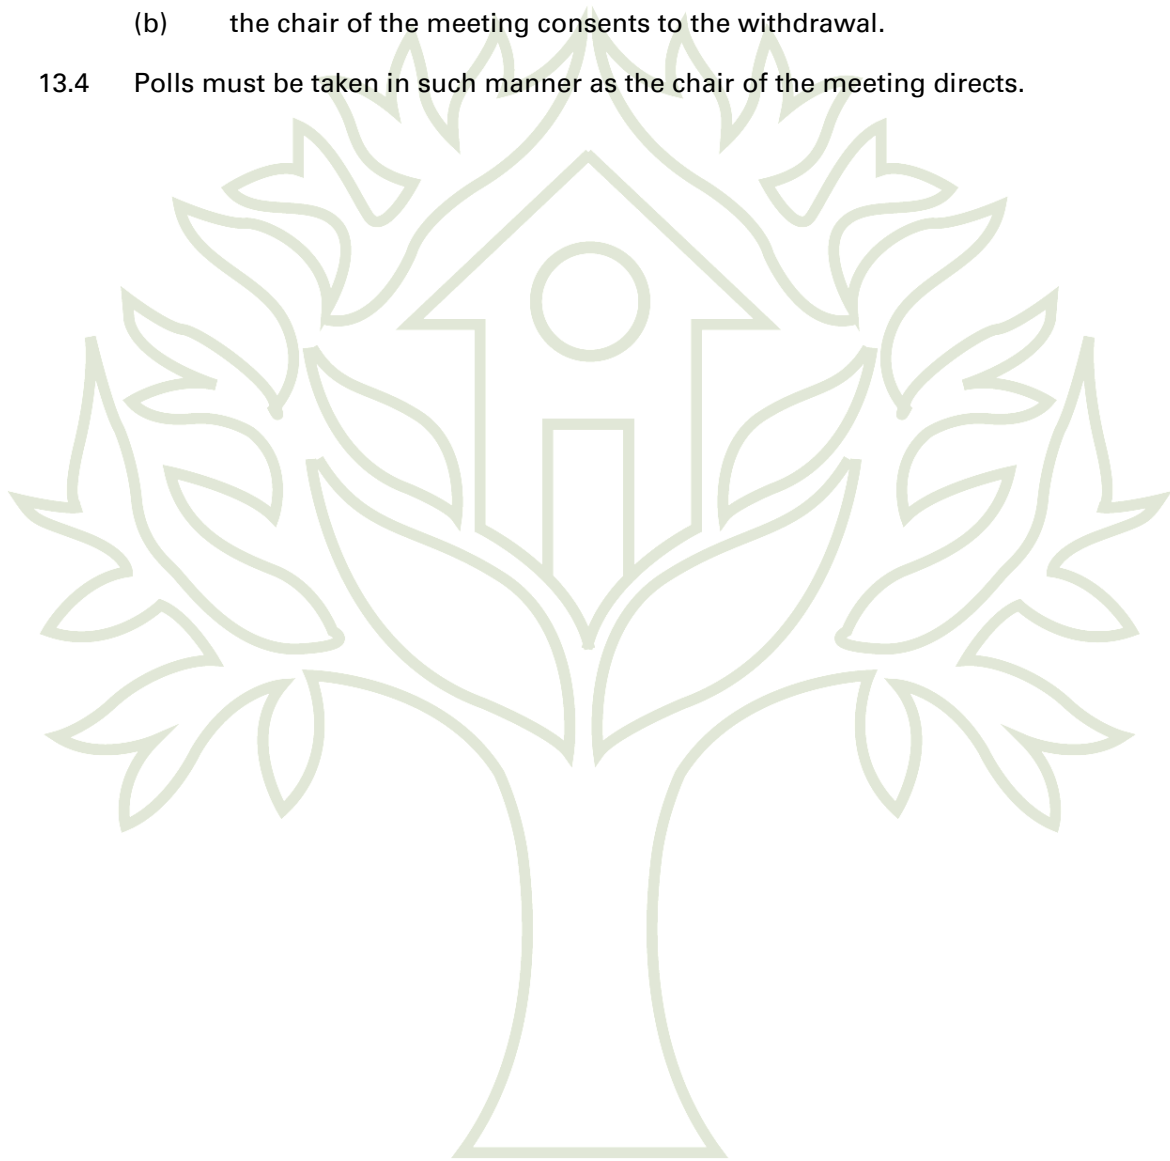 (b) the chair of the meeting consents to the withdrawal.
13.4 Polls must be taken in such manner as the chair of the meeting directs.